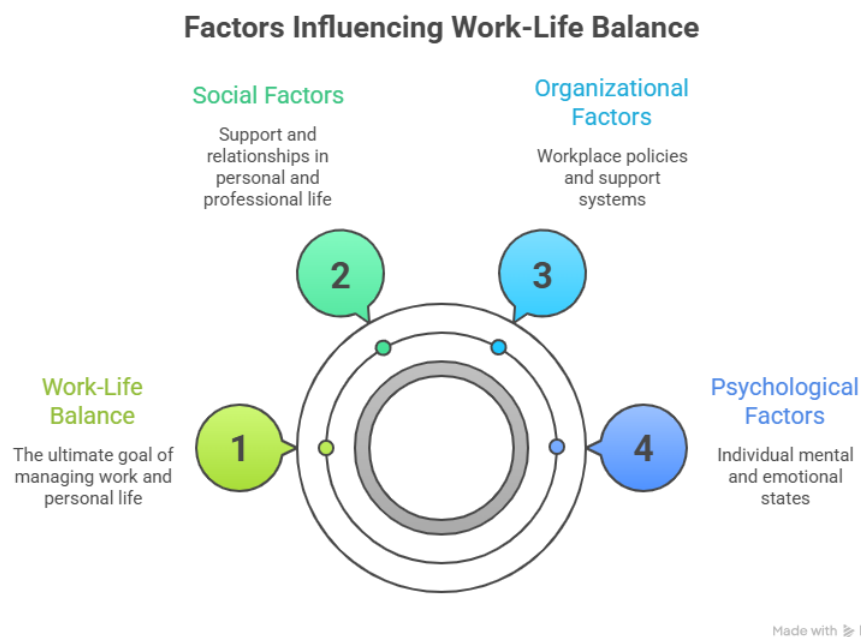 Factors Influencing Work-Life Balance
Social Factors
Support and
relationships in
personal and
professional life
Organizational
Factors
Workplace policies
and support
systems
2
3
Work-Life
Balance
The ultimate goal of
managing work and
personal life
1
4
Psychological
Factors
Individual mental
and emotional
states
Made with